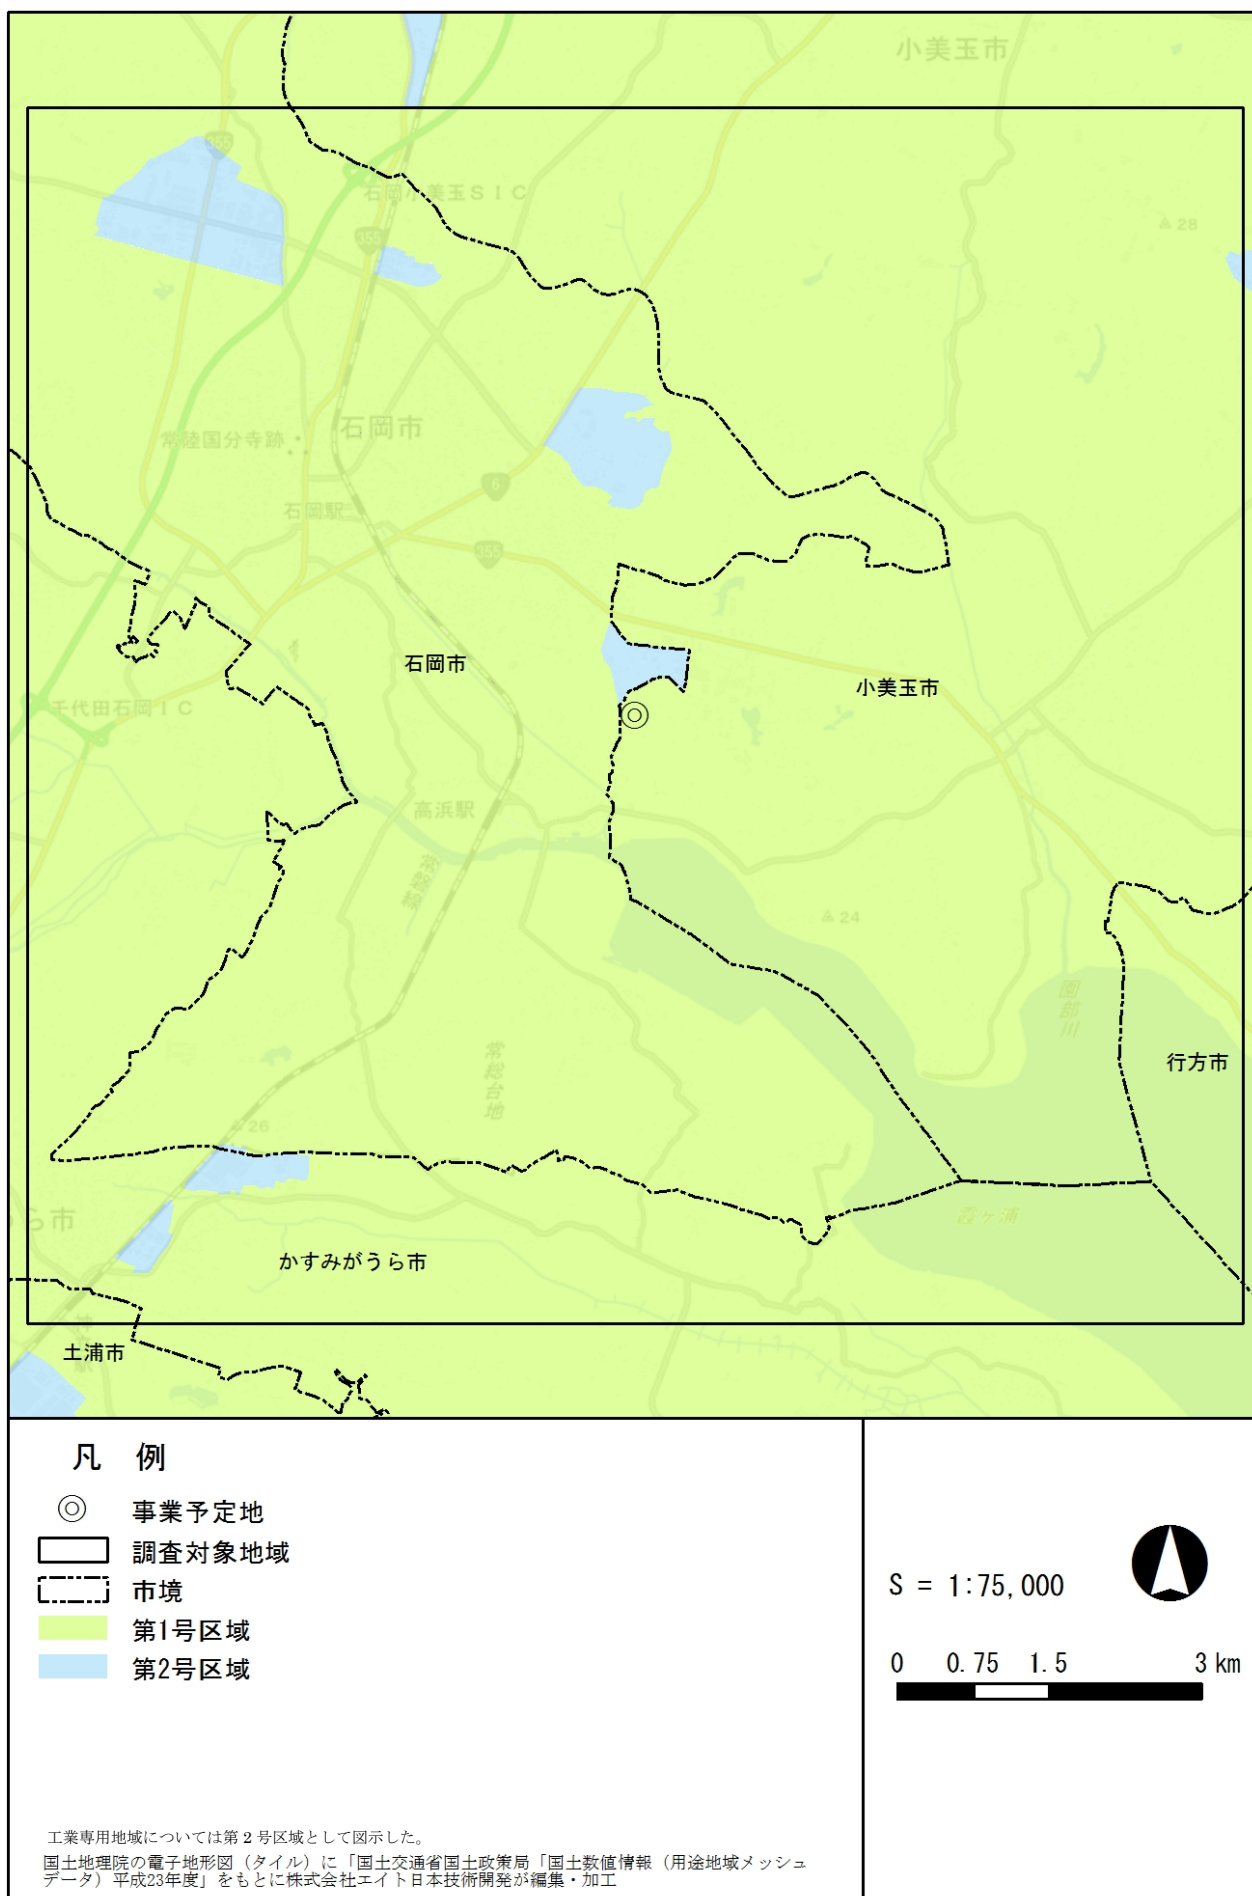 小美玉市
355
石岡小美玉SIC
355
28
常陸国分寺跡
石岡市
6
石岡駅
355
石岡市
小美玉市
千代田石岡IC
高浜駅
常磐線
24
園部川
行方市
常総台地
26
ら市
霞ケ浦
かすみがうら市
土浦市
凡 例
事業予定地
調査対象地域
市境
第1号区域
第2号区域
S = 1:75,000
0 0.75 1.5 3 km
工業専用地域については第2号区域として図示した。
国土地理院の電子地形図（タイル）に「国土交通省国土政策局「国土数値情報（用途地域メッシュ
データ）平成23年度」をもとに株式会社エイト日本技術開発が編集・加工